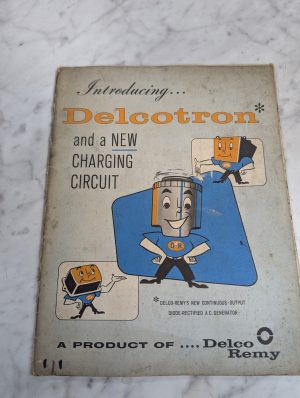 Introducing...
Delcotron*
and a NEW
CHARGING
CIRCUIT
D-R
* DELCO-REMY'S NEW CONTINUOUS-OUTPUT
DIODE-RECTIFIED A.C. GENERATOR
A PRODUCT OF .... Delco
Remy